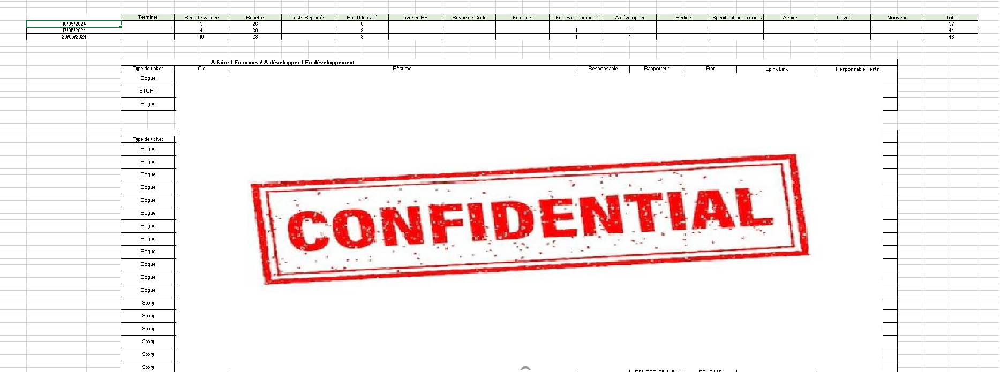 Terminer Recette validée Recette Tests Reportés Prod Debrayé Livré en PFI Revue de Code En cours En développement A développer Rédigé Spécification en cours A faire Ouvert Nouveau Total
16/05/2024 3 26 8 37
17/05/2024 4 30 8 1 1 44
20/05/2024 10 28 8 1 1 48
A faire / En cours / A développer / En développement
Type de ticket Clé Résumé Responsable Rapporteur État Epink Link Responsable Tests
Bogue
STORY
Bogue
Type de ticket
Bogue
Bogue
Bogue
Bogue
Bogue
Bogue
Bogue
Bogue
Bogue
Bogue
Bogue
Bogue
Story
Story
Story
Story
Story
Story
CONFIDENTIAL